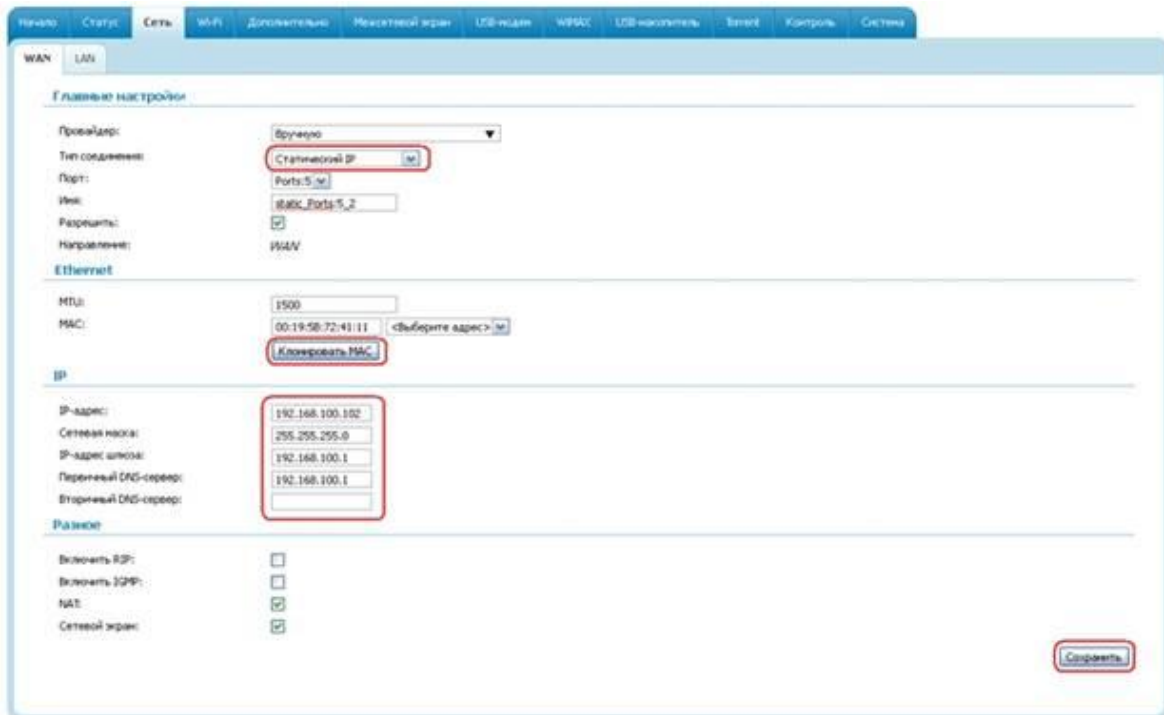 Начало Статус Сеть Wi-Fi Дополнительно Межсетевой экран USB-модем WIMAX USB-накопитель Torrent Контроль Система
WAN LAN
Главные настройки
Провайдер: Вручную
Тип соединения: Статический IP
Порт: Ports:5
Имя: static_Ports:5_2
Разрешить:
Направление: WAN
Ethernet
MTU: 1500
MAC: 00:19:5B:72:41:11 <Выберите адрес>
Клонировать MAC
IP
IP-адрес: 192.168.100.102
Сетевая маска: 255.255.255.0
IP-адрес шлюза: 192.168.100.1
Первичный DNS-сервер: 192.168.100.1
Вторичный DNS-сервер:
Разное
Включить RIP:
Включить IGMP:
NAT:
Сетевой экран:
Сохранить